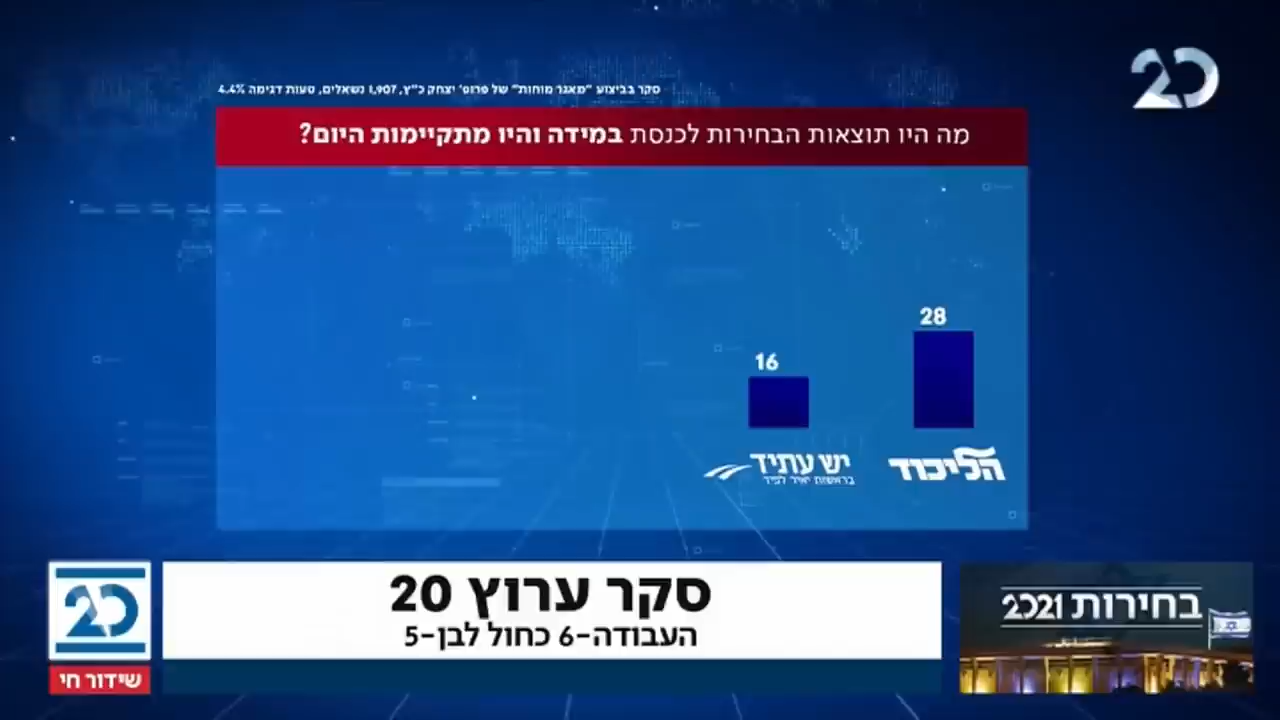 20
סקר בביצוע "מאגר מוחות" של פרופ' יצחק כ"ץ, 1,907 נשאלים, טעות דגימה 4.4%
מה היו תוצאות הבחירות לכנסת במידה והיו מתקיימות היום?
28
16
הליכוד
יש עתיד
בראשות יאיר לפיד
סקר ערוץ 20
העבודה-6 כחול לבן-5
בחירות 2021
20
שידור חי